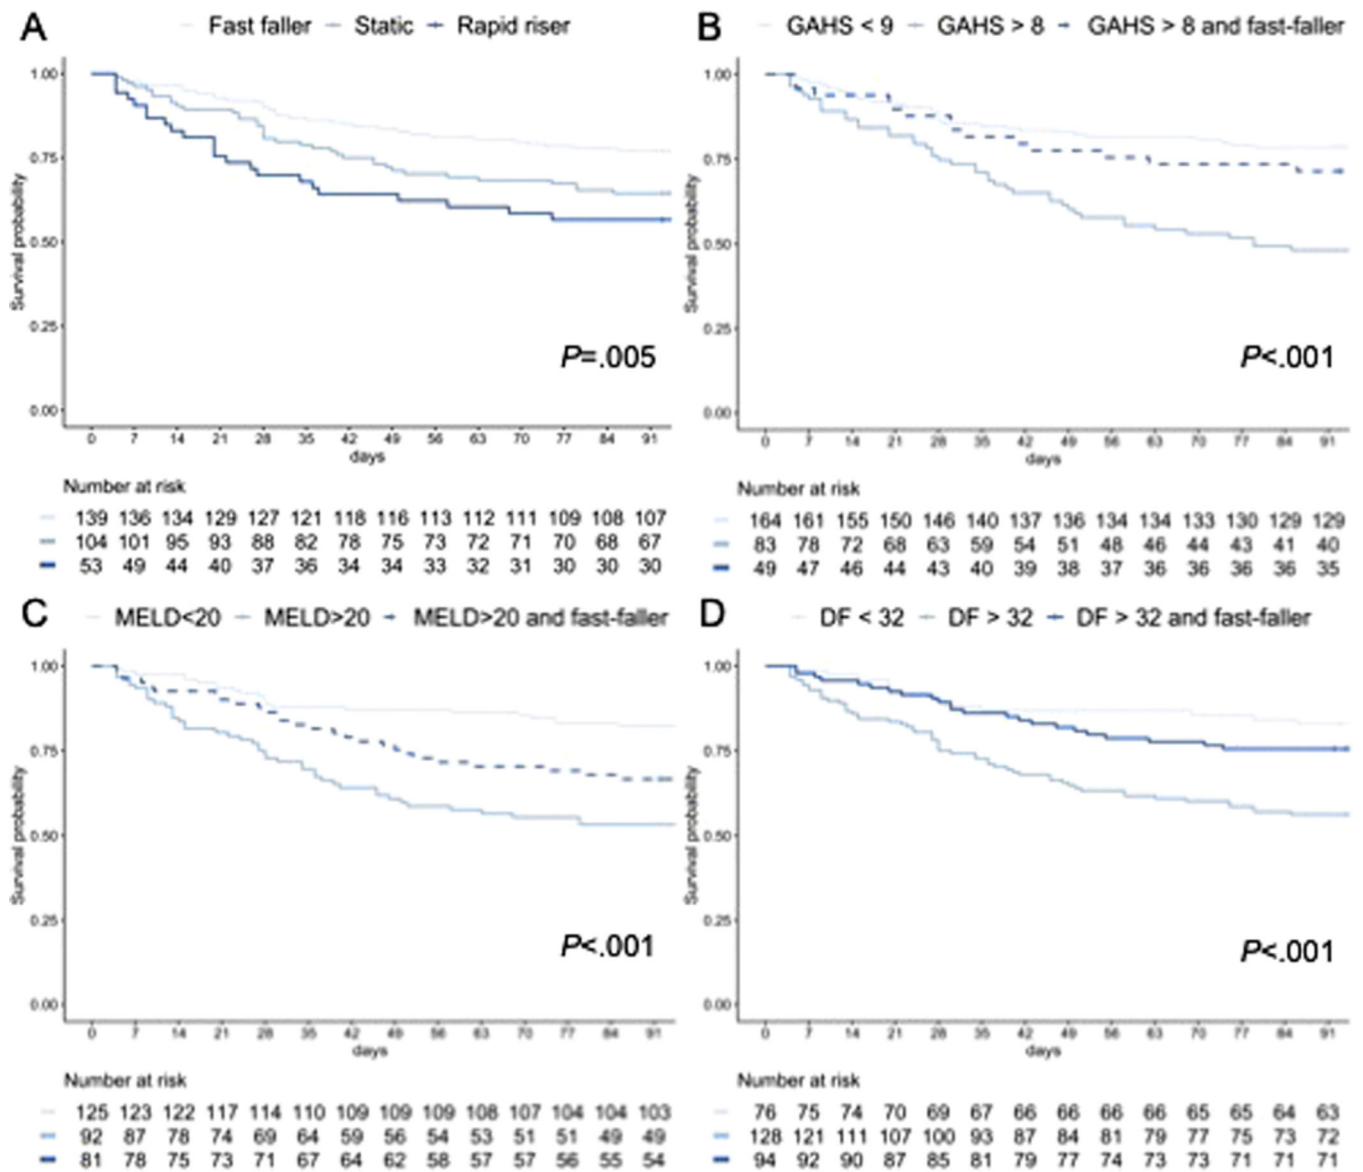 A
Fast faller Static Rapid riser
Survival probability
1.00
0.75
0.50
0.25
0.00
P=.005
0 7 14 21 28 35 42 49 56 63 70 77 84 91
days
Number at risk
139 136 134 129 127 121 118 116 113 112 111 109 108 107
104 101 95 93 88 82 78 75 73 72 71 70 68 67
53 49 44 40 37 36 34 34 33 32 31 30 30 30
B
GAHS < 9 GAHS > 8 GAHS > 8 and fast-faller
Survival probability
1.00
0.75
0.50
0.25
0.00
P<.001
0 7 14 21 28 35 42 49 56 63 70 77 84 91
days
Number at risk
164 161 155 150 146 140 137 136 134 134 133 130 129 129
83 78 72 68 63 59 54 51 48 46 44 43 41 40
49 47 46 44 43 40 39 38 37 36 36 36 36 35
C
MELD<20 MELD>20 MELD>20 and fast-faller
Survival probability
1.00
0.75
0.50
0.25
0.00
P<.001
0 7 14 21 28 35 42 49 56 63 70 77 84 91
days
Number at risk
125 123 122 117 114 110 109 109 109 108 107 104 104 103
92 87 78 74 69 64 59 56 54 53 51 51 49 49
81 78 75 73 71 67 64 62 58 57 57 56 55 54
D
DF < 32 DF > 32 DF > 32 and fast-faller
Survival probability
1.00
0.75
0.50
0.25
0.00
P<.001
0 7 14 21 28 35 42 49 56 63 70 77 84 91
days
Number at risk
76 75 74 70 69 67 66 66 66 66 65 65 64 63
128 121 111 107 100 93 87 84 81 79 77 75 73 72
94 92 90 87 85 81 79 77 74 73 73 71 71 71